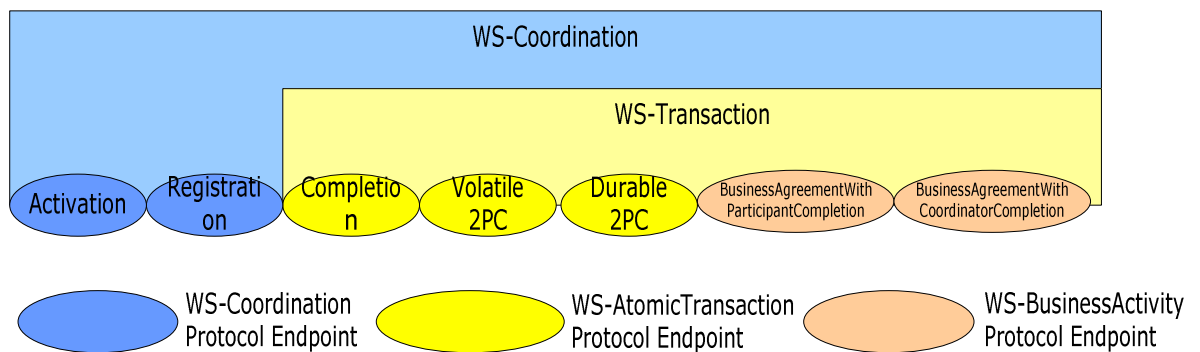 WS-Coordination
WS-Transaction
Activation
Registrati
on
Completio
n
Volatile
2PC
Durable
2PC
BusinessAgreementWith
ParticipantCompletion
BusinessAgreementWith
CoordinatorCompletion
WS-Coordination
Protocol Endpoint
WS-AtomicTransaction
Protocol Endpoint
WS-BusinessActivity
Protocol Endpoint